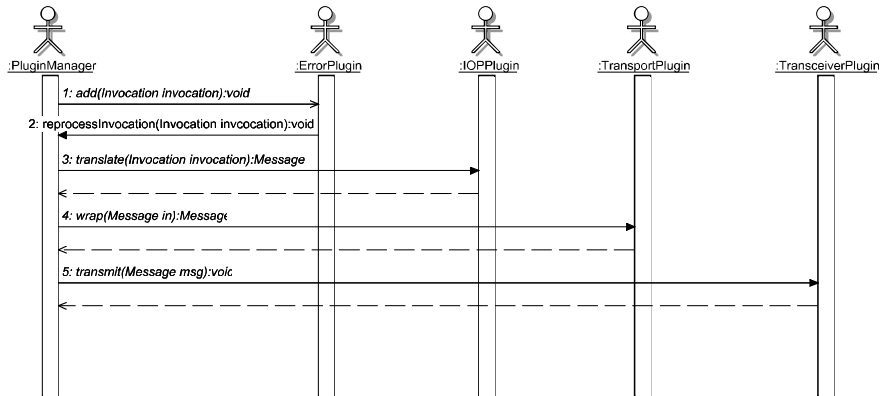 :PluginManager :ErrorPlugin :IOPPlugin :TransportPlugin :TransceiverPlugin
1: add(Invocation invocation):void
2: reprocessInvocation(Invocation invcocation):void
3: translate(Invocation invocation):Message
4: wrap(Message in):Message
5: transmit(Message msg):void